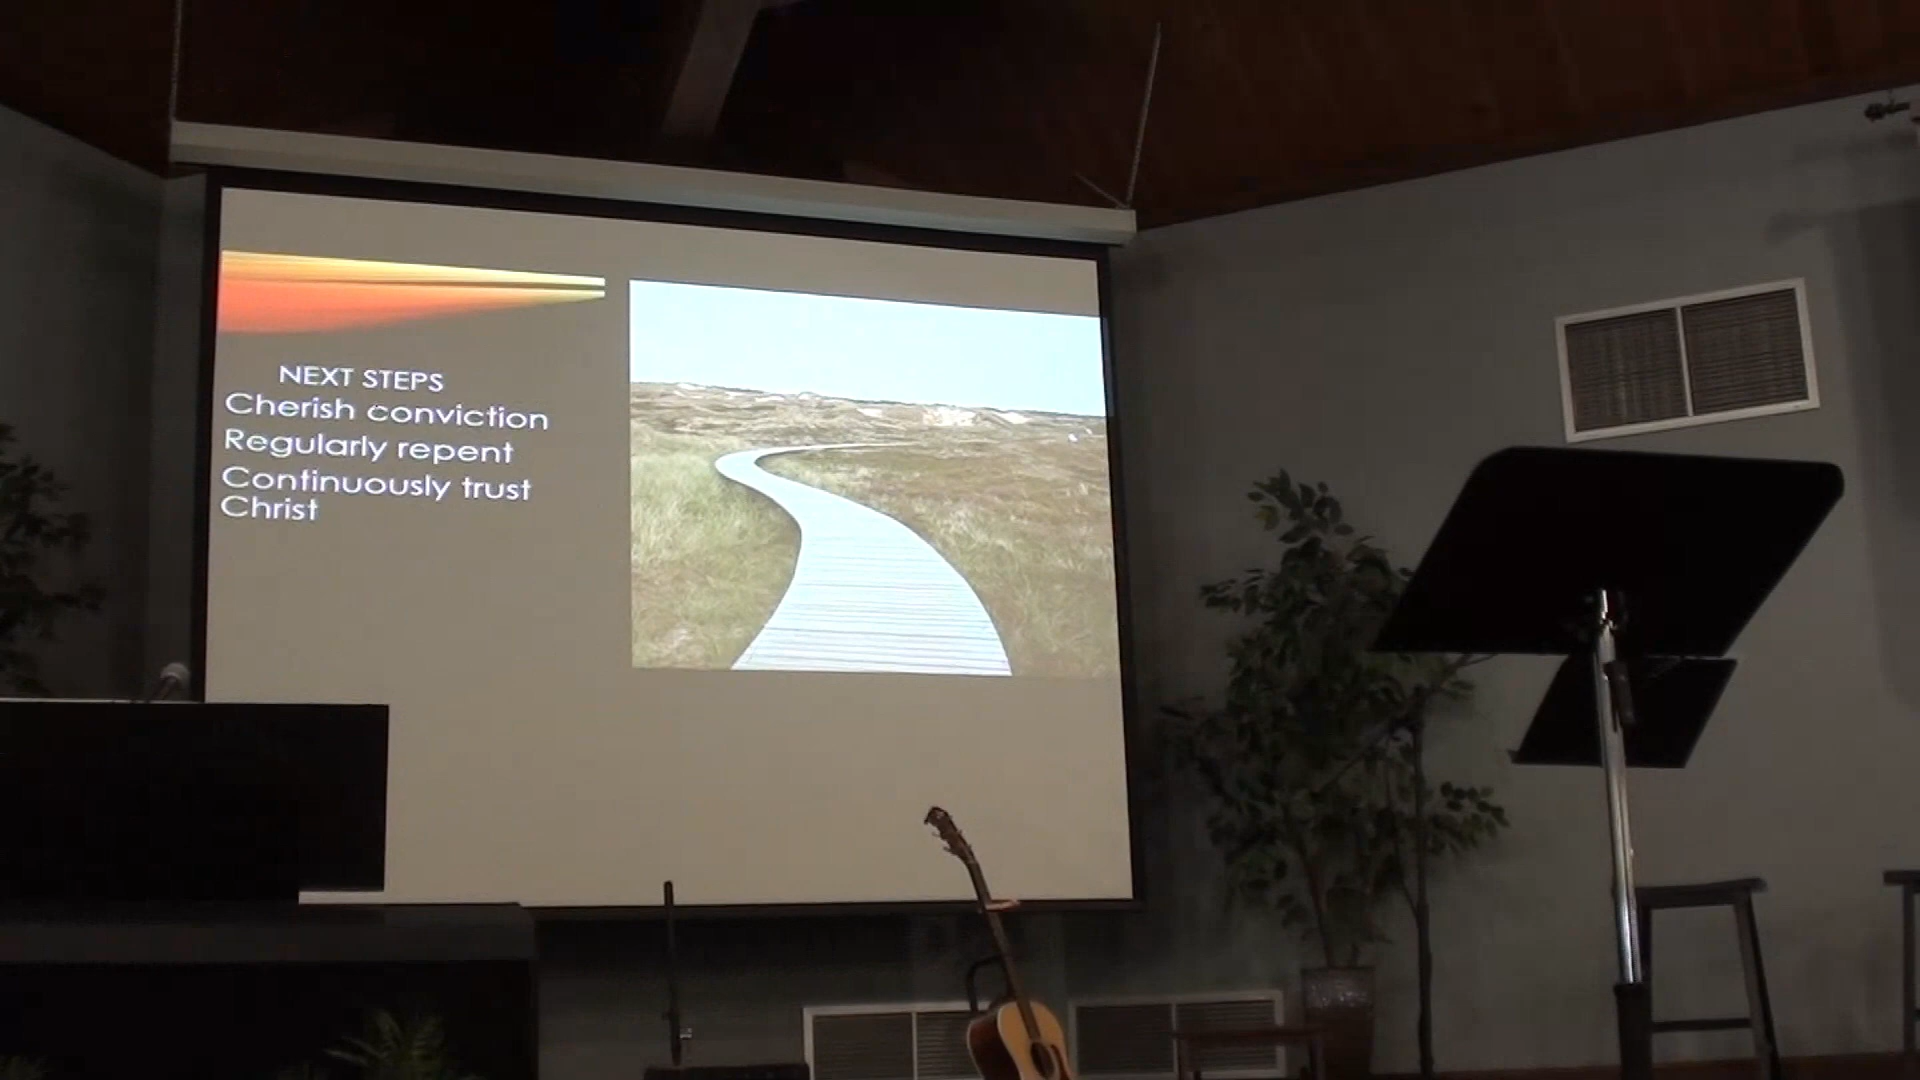 NEXT STEPS
Cherish conviction
Regularly repent
Continuously trust
Christ